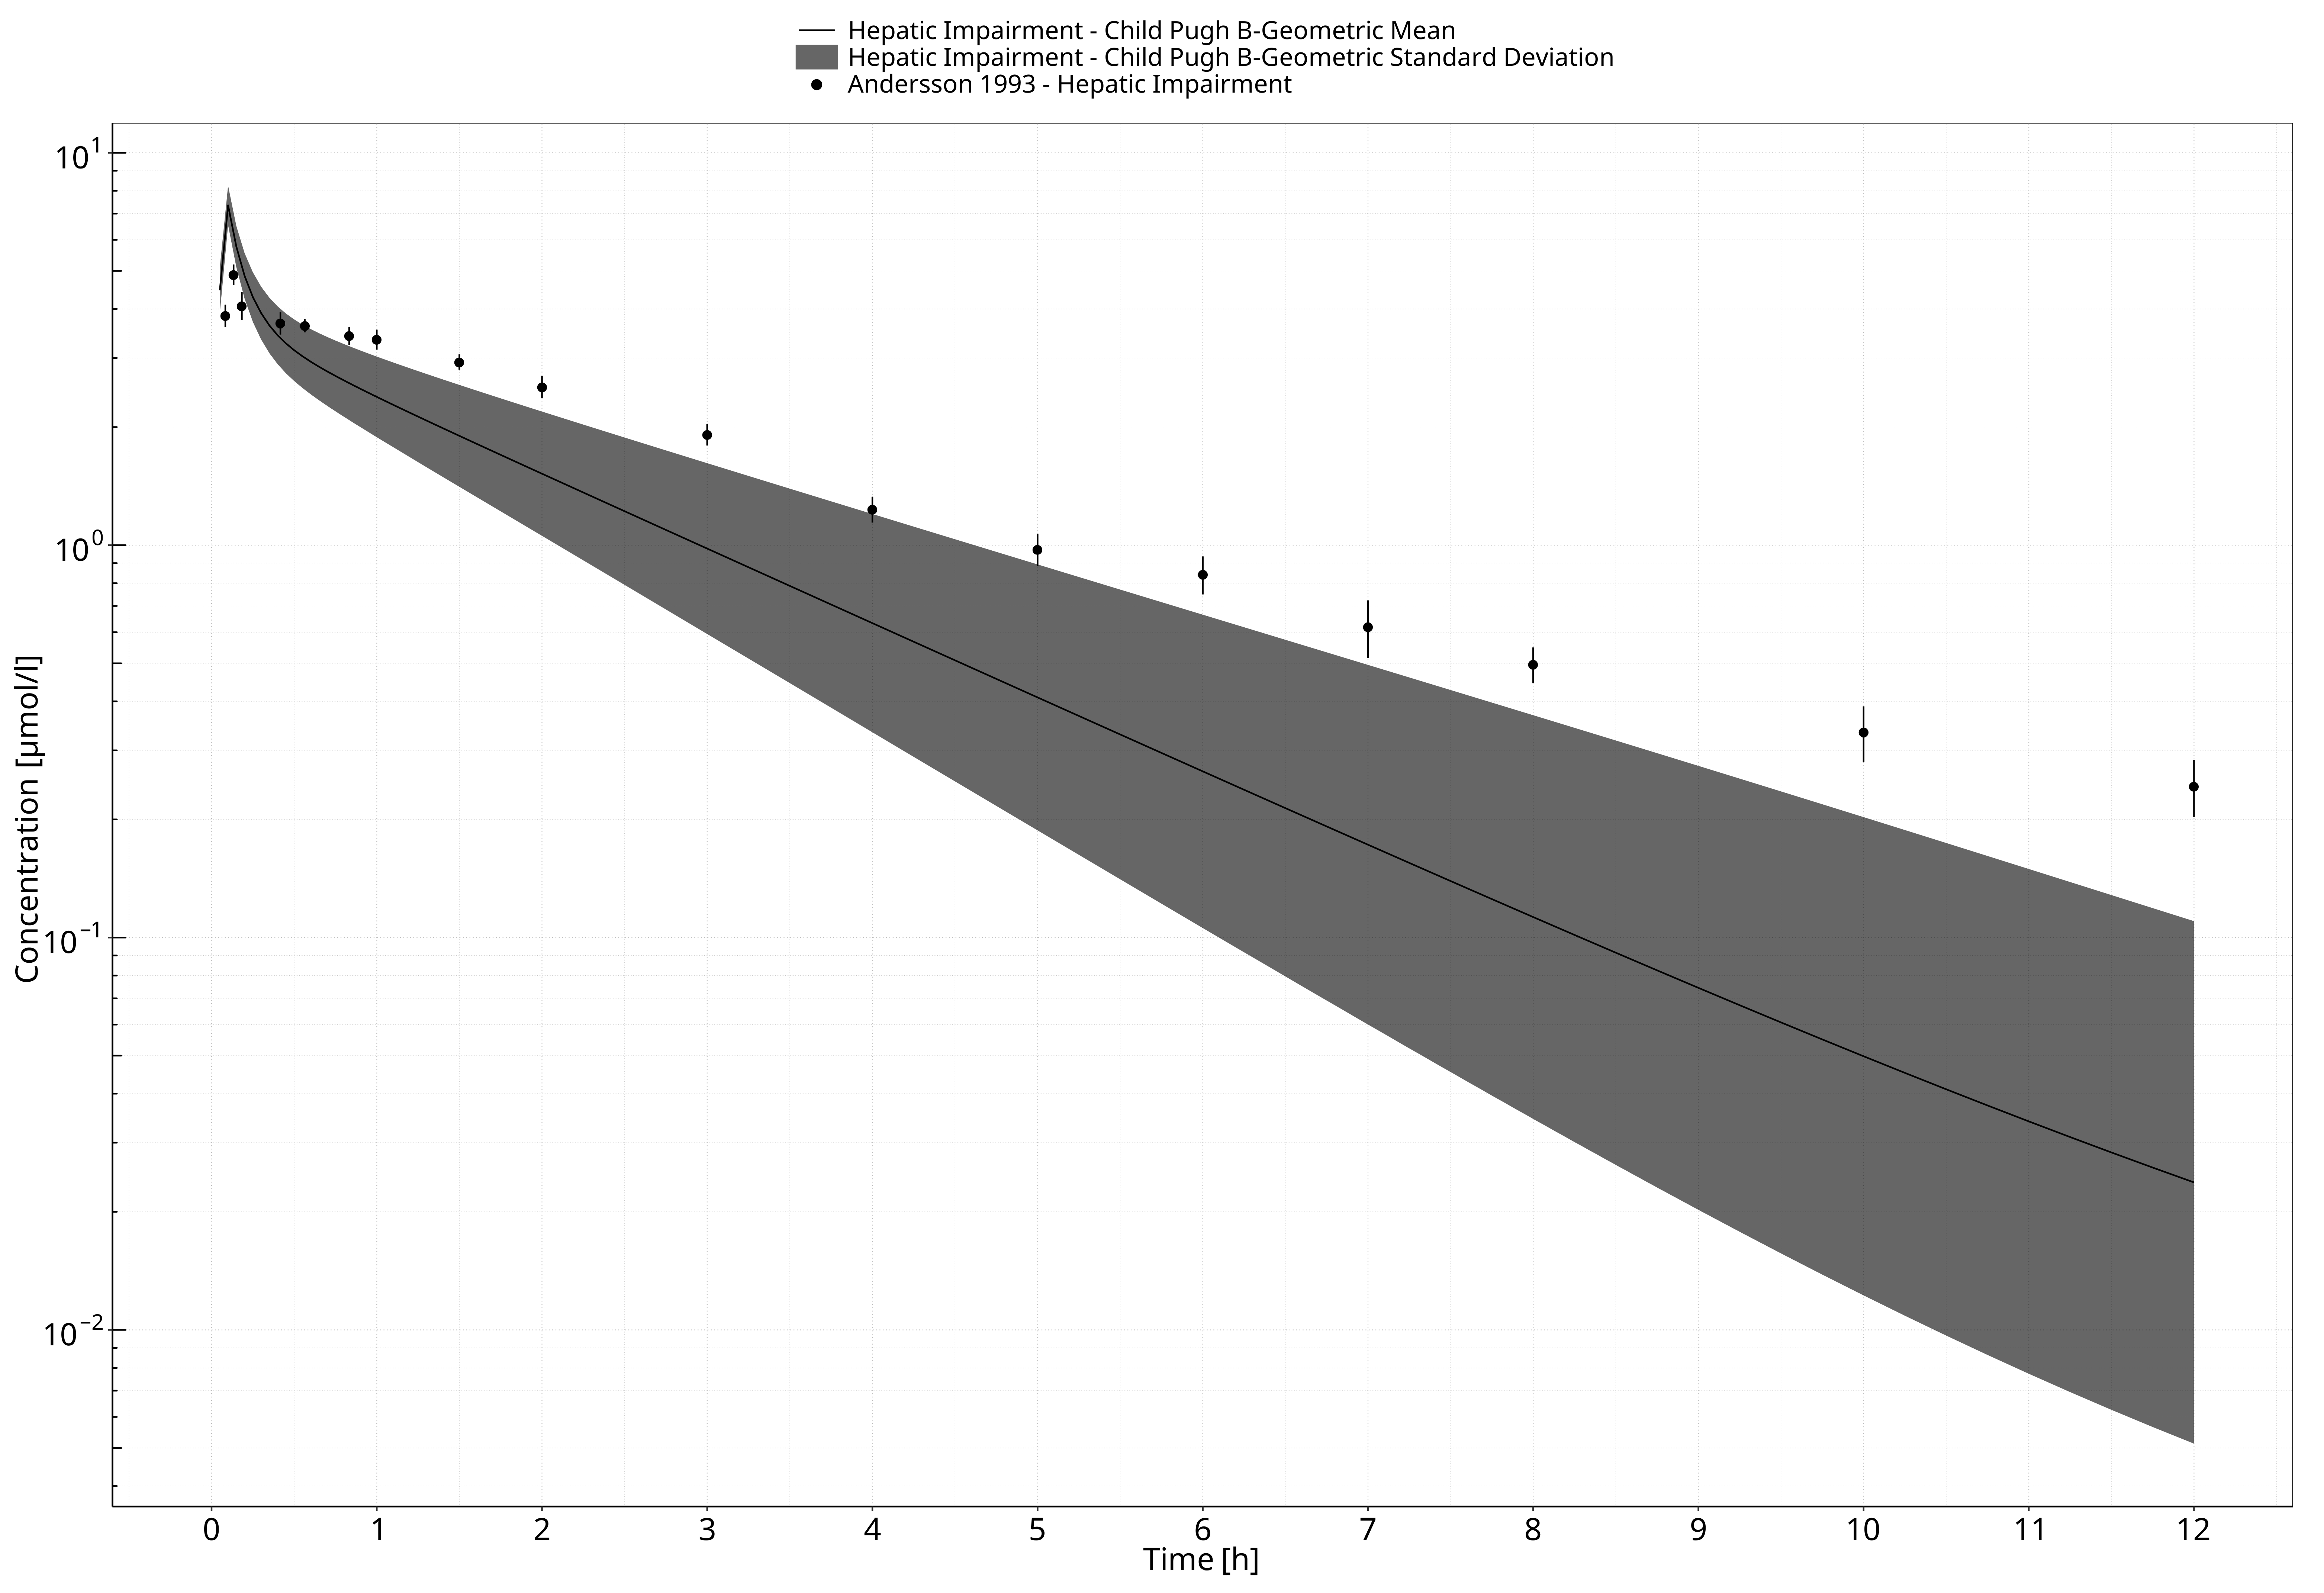 Hepatic Impairment - Child Pugh B-Geometric Mean
Hepatic Impairment - Child Pugh B-Geometric Standard Deviation
Andersson 1993 - Hepatic Impairment
10^1
10^0
10^−1
10^−2
Concentration [µmol/l]
0 1 2 3 4 5 6 7 8 9 10 11 12
Time [h]